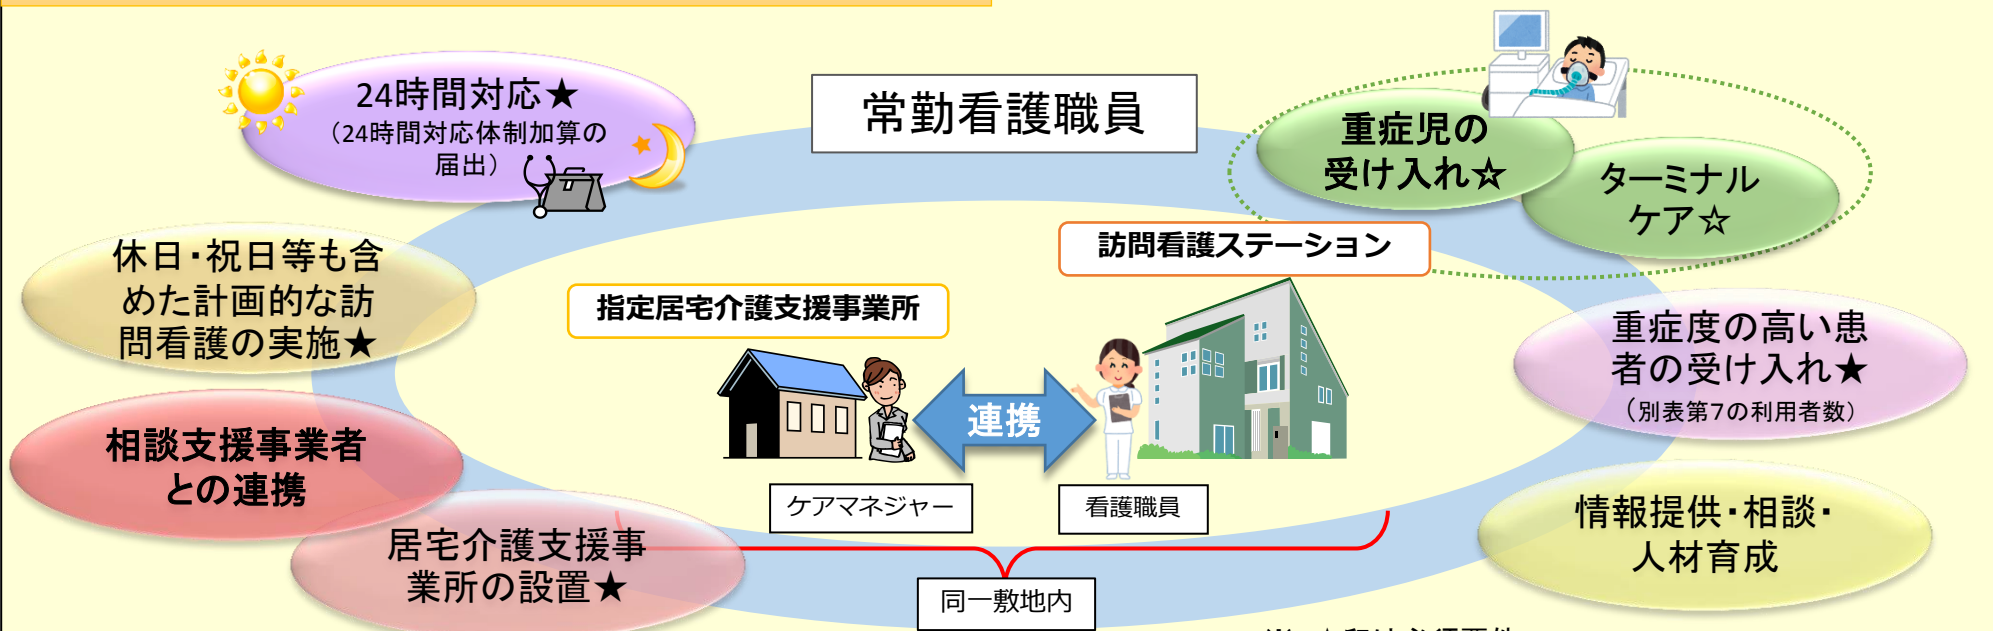 24時間対応★
（24時間対応体制加算の
届出）
常勤看護職員
重症児の
受け入れ☆
ターミナル
ケア☆
休日・祝日等も含
めた計画的な訪
問看護の実施★
訪問看護ステーション
指定居宅介護支援事業所
連携
重症度の高い患
者の受け入れ★
（別表第7の利用者数）
相談支援事業者
との連携
ケアマネジャー
看護職員
居宅介護支援事
業所の設置★
情報提供・相談・
人材育成
同一敷地内